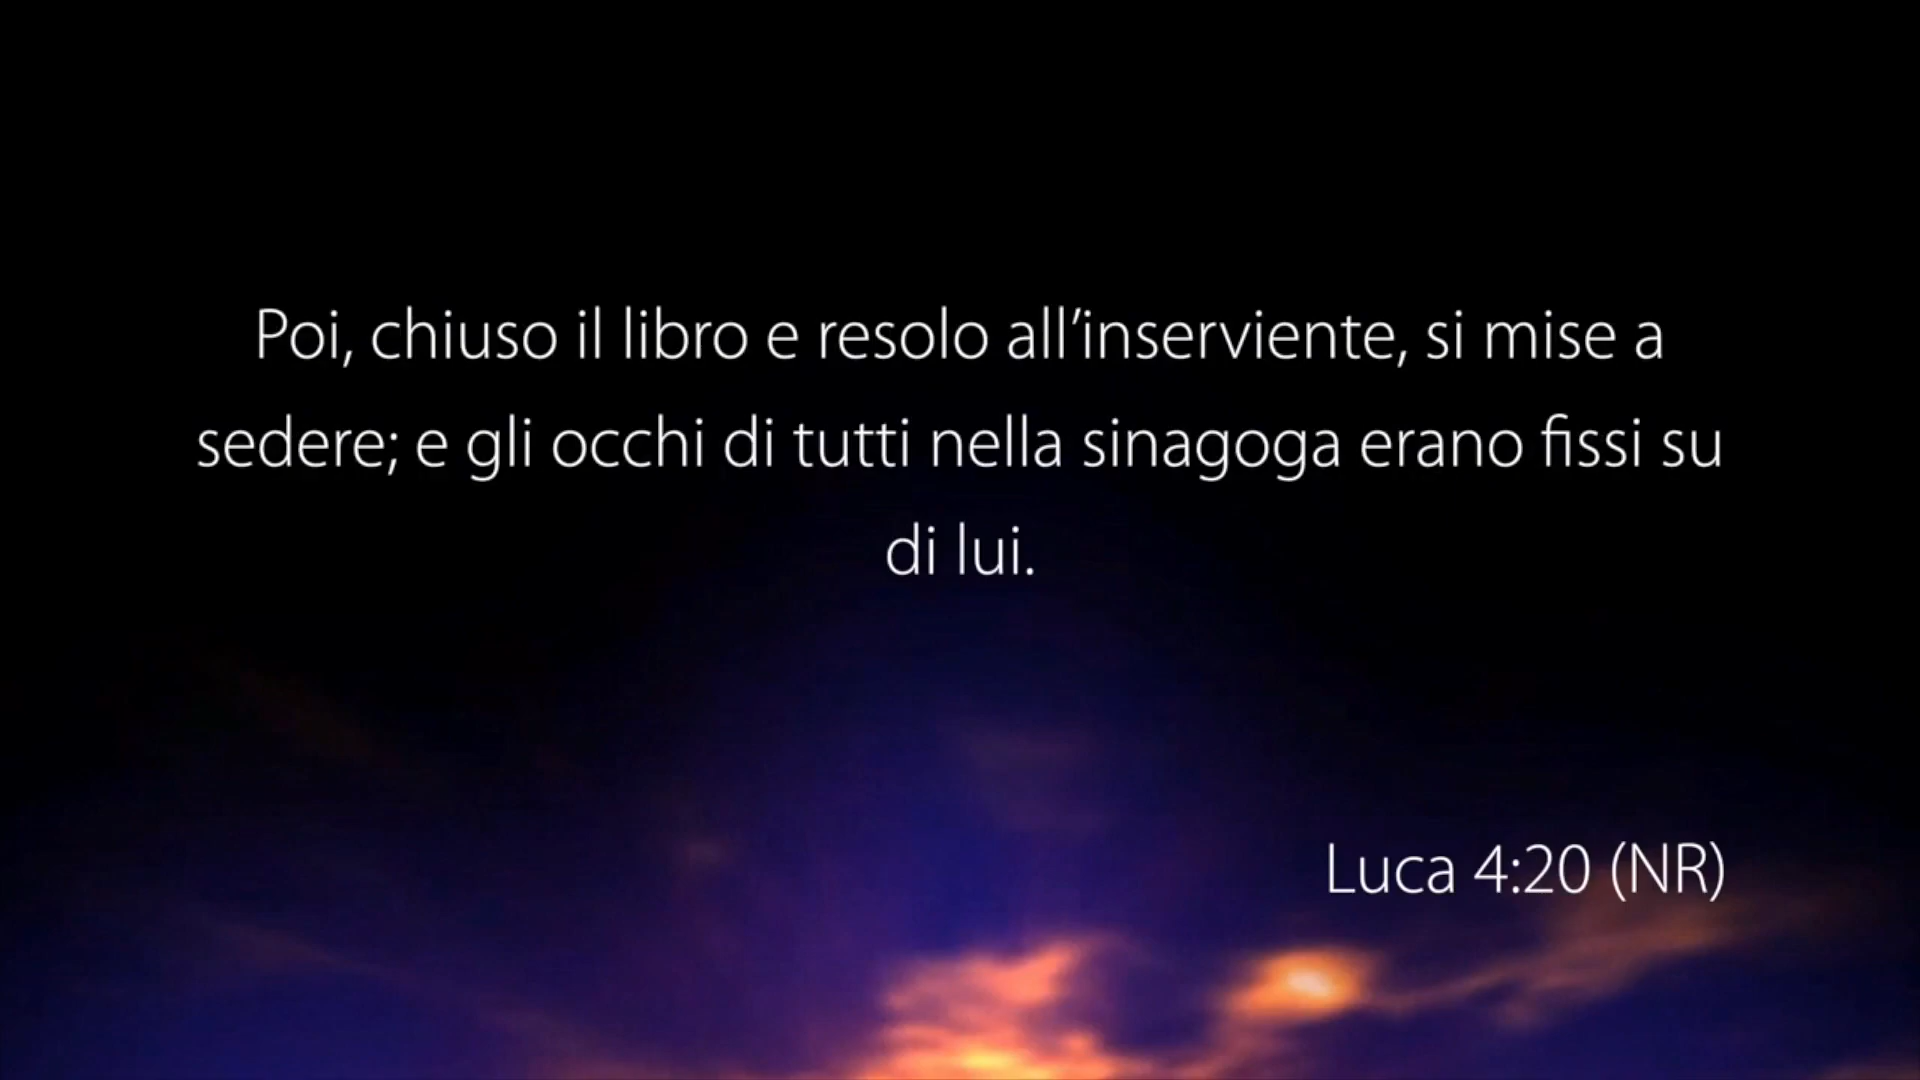 Poi, chiuso il libro e resolo all’inserviente, si mise a
sedere; e gli occhi di tutti nella sinagoga erano fissi su
di lui.
Luca 4:20 (NR)